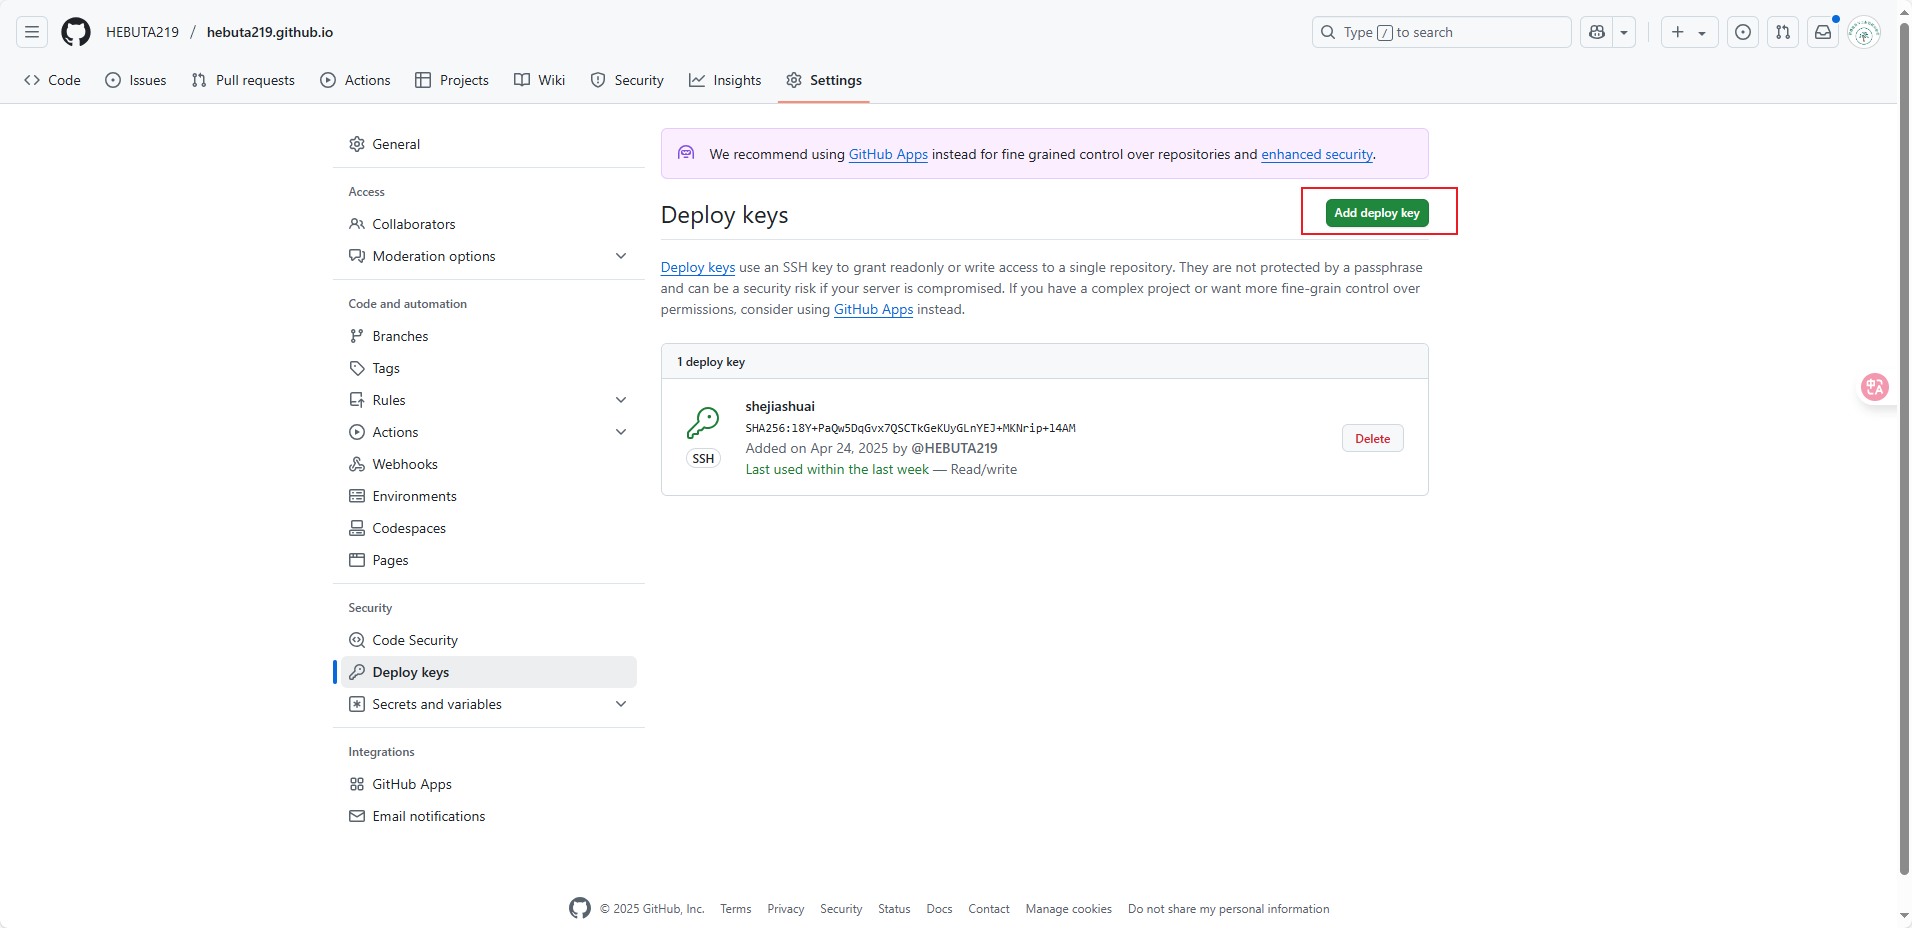 HEBUTA219 / hebuta219.github.io
Type / to search
Code Issues Pull requests Actions Projects Wiki Security Insights Settings
General
Access
Collaborators
Moderation options
Code and automation
Branches
Tags
Rules
Actions
Webhooks
Environments
Codespaces
Pages
Security
Code Security
Deploy keys
Secrets and variables
Integrations
GitHub Apps
Email notifications
We recommend using GitHub Apps instead for fine grained control over repositories and enhanced security.
Deploy keys
Add deploy key
Deploy keys use an SSH key to grant readonly or write access to a single repository. They are not protected by a passphrase
and can be a security risk if your server is compromised. If you have a complex project or want more fine-grain control over
permissions, consider using GitHub Apps instead.
1 deploy key
SSH
shejiashuai
SHA256:l8Y+PaQw5DqGvx7QSCTkGeKUyGLnYEJ+MKNrip+14AM
Added on Apr 24, 2025 by @HEBUTA219
Last used within the last week — Read/write
Delete
中A
© 2025 GitHub, Inc. Terms Privacy Security Status Docs Contact Manage cookies Do not share my personal information